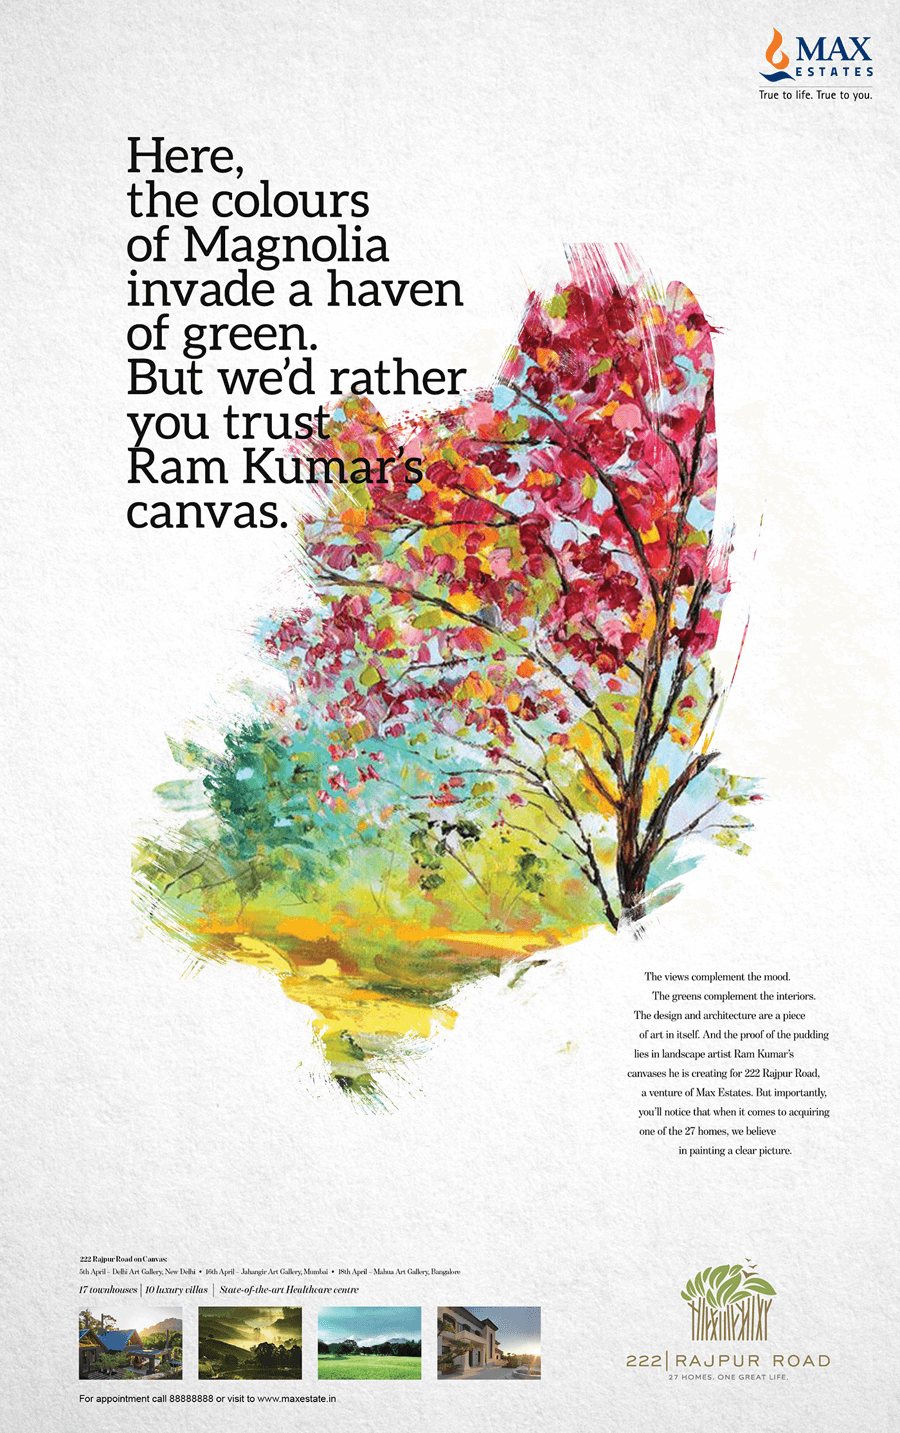 MAX
ESTATES
True to life. True to you.
Here,
the colours
of Magnolia
invade a haven
of green.
But we'd rather
you trust
Ram Kumar's
canvas.
The views complement the mood.
The greens complement the interiors.
The design and architecture are a piece
of art in itself. And the proof of the pudding
lies in landscape artist Ram Kumar's
canvases he is creating for 222 Rajpur Road,
a venture of Max Estates. But importantly,
you'll notice that when it comes to acquiring
one of the 27 homes, we believe
in painting a clear picture.
222 Rajpur Road on Canvas:
5th April – Delhi Art Gallery, New Delhi • 16th April – Jahangir Art Gallery, Mumbai • 18th April – Mahua Art Gallery, Bangalore
17 townhouses | 10 luxury villas | State-of-the-art Healthcare centre
222 | RAJPUR ROAD
27 HOMES. ONE GREAT LIFE.
For appointment call 88888888 or visit to www.maxestate.in